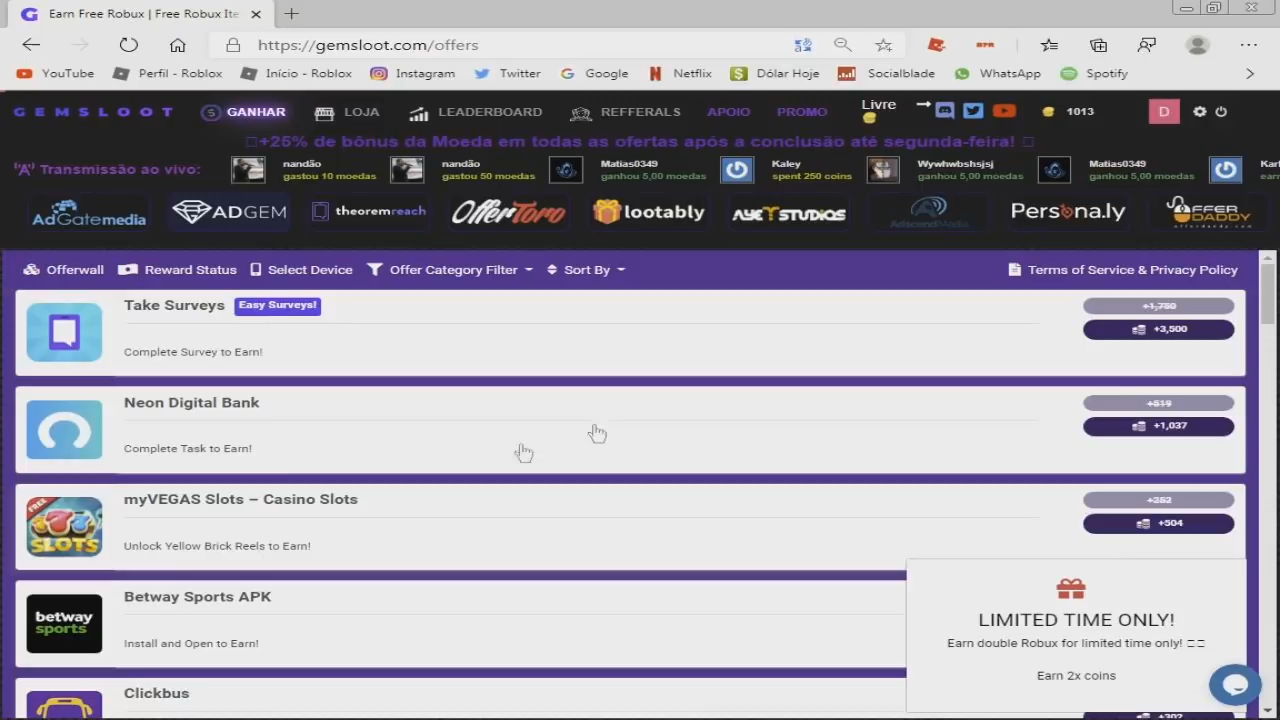 Earn Free Robux | Free Robux Ite
https://gemsloot.com/offers
YouTube Perfil - Roblox Início - Roblox Instagram Twitter Google Netflix Dólar Hoje Socialblade WhatsApp Spotify
GEMSLOOT GANHAR LOJA LEADERBOARD REFFERALS APOIO PROMO Livre 1013 D
+25% de bônus da Moeda em todas as ofertas após a conclusão até segunda-feira!
Transmissão ao vivo:
nandão
gastou 10 moedas
nandão
gastou 50 moedas
Matias0349
ganhou 5,00 moedas
Kaley
spent 250 coins
Wywhwbshsjsj
ganhou 5,00 moedas
Matias0349
ganhou 5,00 moedas
AdGatemedia ADGEM theoremreach OfferToro lootably AYET STUDIOS AdscendMedia Persona.ly OFFER DADDY
offerdaddy.com
Offerwall Reward Status Select Device Offer Category Filter Sort By Terms of Service & Privacy Policy
Take Surveys Easy Surveys!
+1,750
+3,500
Complete Survey to Earn!
Neon Digital Bank
+519
+1,037
Complete Task to Earn!
myVEGAS Slots – Casino Slots
+252
+504
FREE
777
SLOTS
Unlock Yellow Brick Reels to Earn!
Betway Sports APK
betway
sports
Install and Open to Earn!
LIMITED TIME ONLY!
Earn double Robux for limited time only!
Earn 2x coins
Clickbus